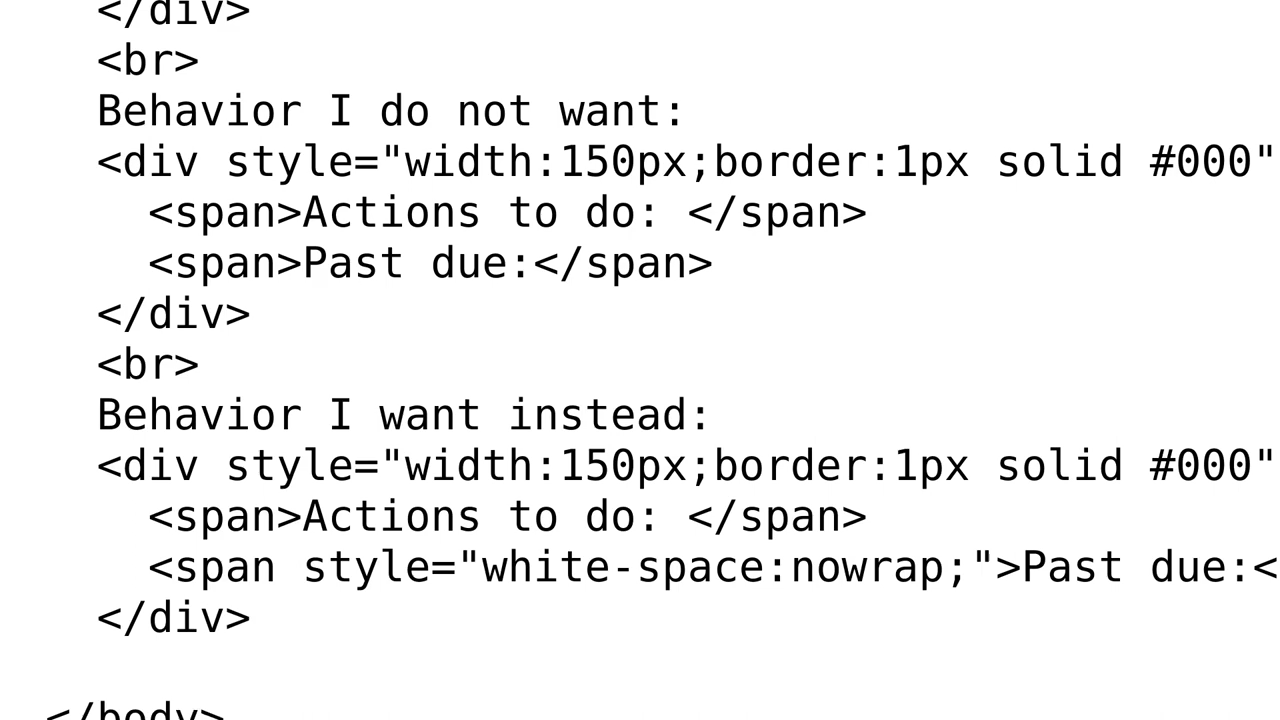 </div>
<br>
Behavior I do not want:
<div style="width:150px;border:1px solid #000"
<span>Actions to do: </span>
<span>Past due:</span>
</div>
<br>
Behavior I want instead:
<div style="width:150px;border:1px solid #000"
<span>Actions to do: </span>
<span style="white-space:nowrap;">Past due:<
</div>
</body>